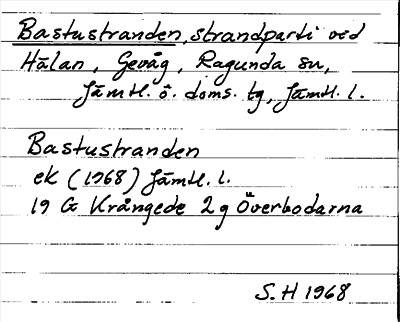 Bastustranden, strandparti vid
Hålan, Gevåg, Ragunda sn,
Jämtl. ö. doms. tg, Jämtl. l.
Bastustranden
ek (1968) Jämtl. l.
19 G Krångede 2 g Överbodarna
S. H 1968